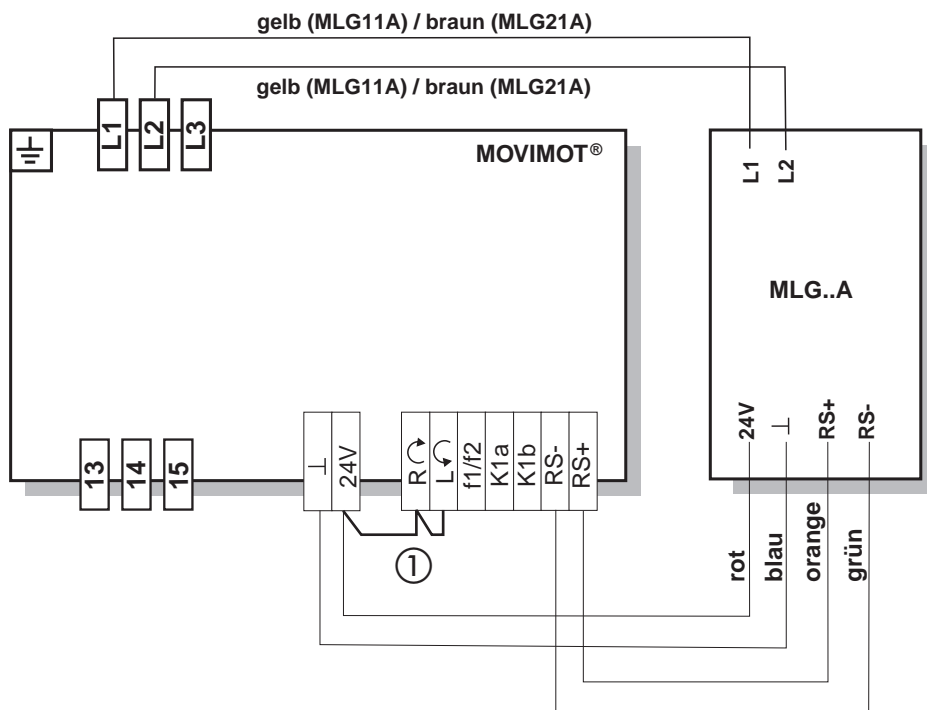 gelb (MLG11A) / braun (MLG21A)
gelb (MLG11A) / braun (MLG21A)
L1
L2
L3
MOVIMOT®
L1
L2
MLG..A
24V
⊥
RS+
RS-
13
14
15
⊥
24V
R
L
f1/f2
K1a
K1b
RS-
RS+
①
rot
blau
orange
grün